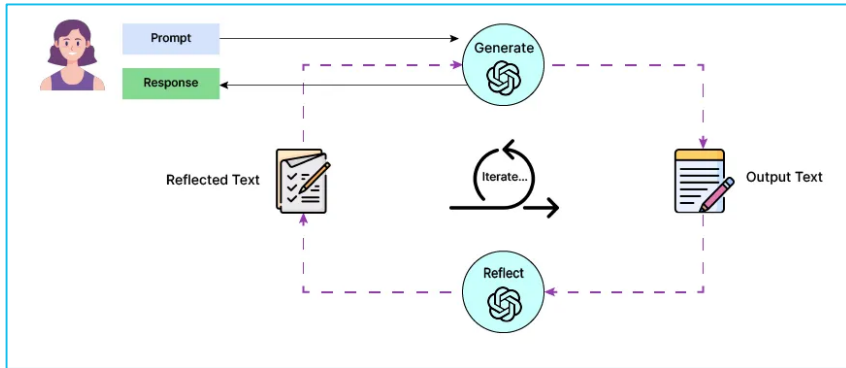 Prompt
Generate
Response
Reflected Text
Iterate...
Output Text
Reflect